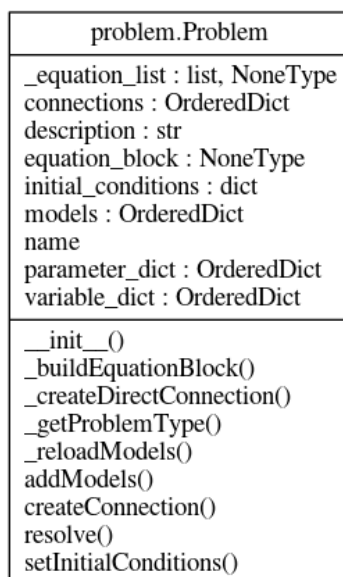 problem.Problem
_equation_list : list, NoneType
connections : OrderedDict
description : str
equation_block : NoneType
initial_conditions : dict
models : OrderedDict
name
parameter_dict : OrderedDict
variable_dict : OrderedDict
__init__()
_buildEquationBlock()
_createDirectConnection()
_getProblemType()
_reloadModels()
addModels()
createConnection()
resolve()
setInitialConditions()